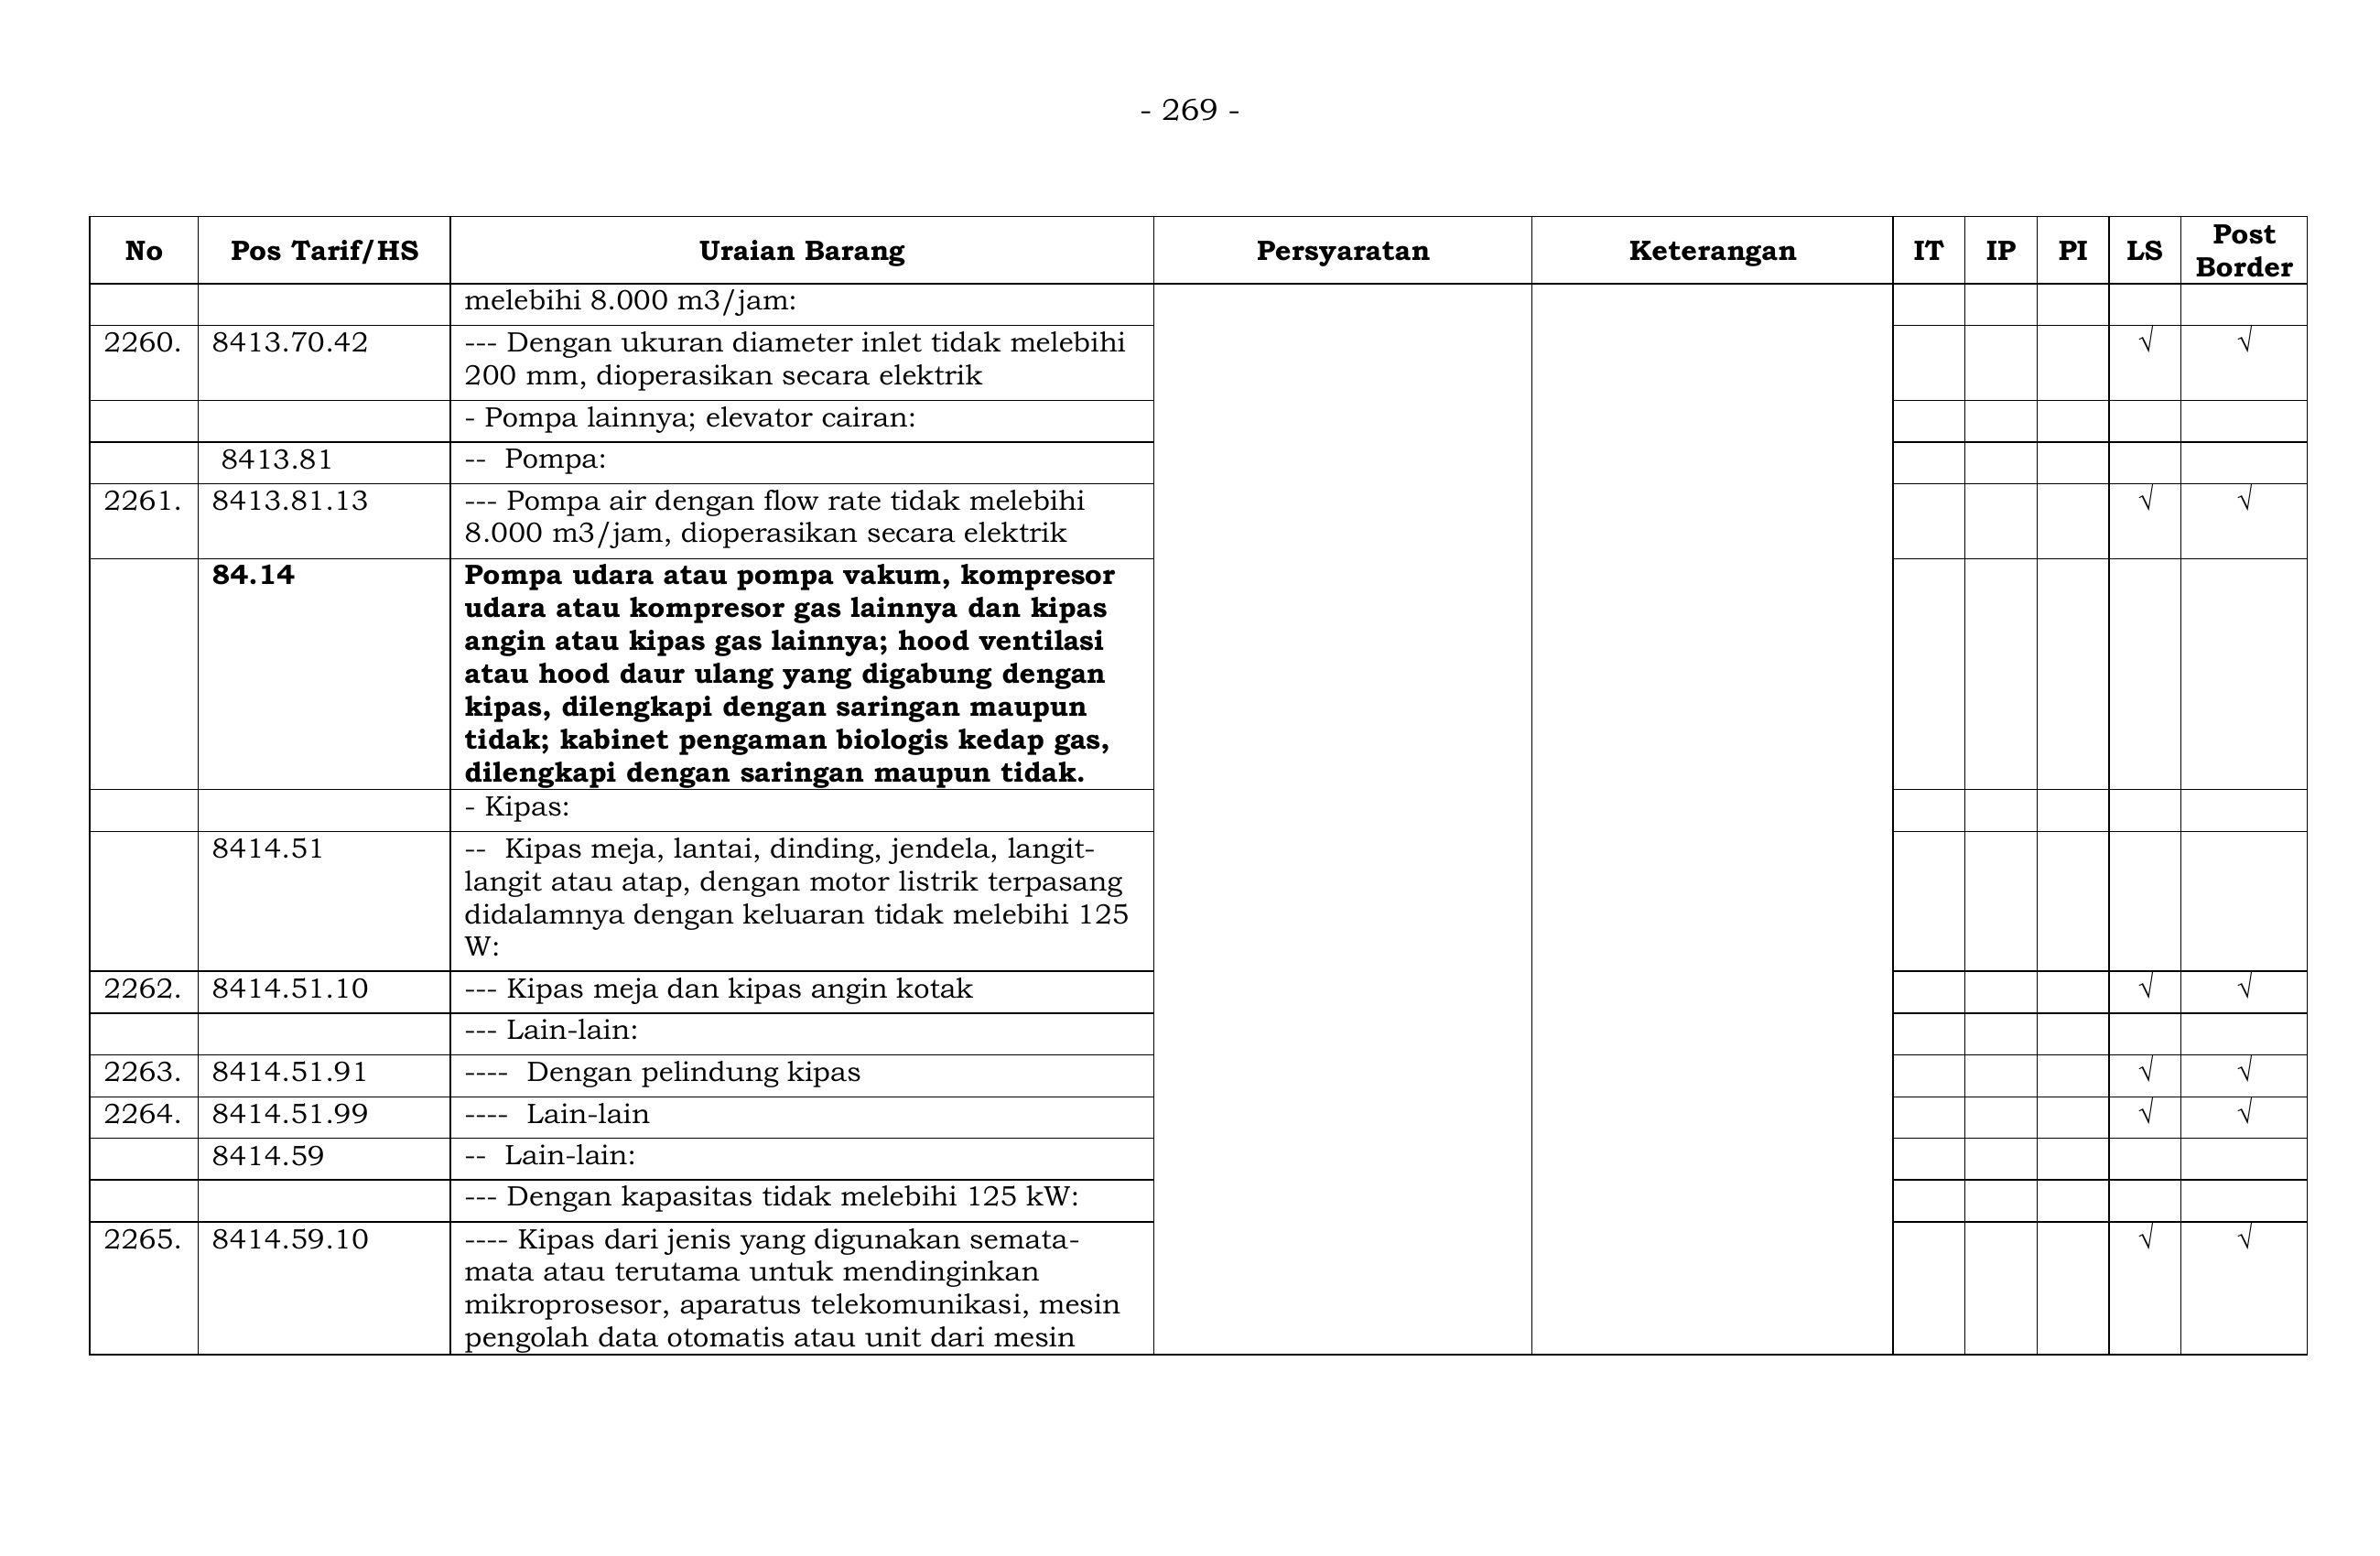 - 269 -
No Pos Tarif/HS Uraian Barang Persyaratan Keterangan IT IP PI LS Post Border
melebihi 8.000 m3/jam:
2260. 8413.70.42 --- Dengan ukuran diameter inlet tidak melebihi √ √
200 mm, dioperasikan secara elektrik
- Pompa lainnya; elevator cairan:
8413.81 -- Pompa:
2261. 8413.81.13 --- Pompa air dengan flow rate tidak melebihi √ √
8.000 m3/jam, dioperasikan secara elektrik
84.14 Pompa udara atau pompa vakum, kompresor
udara atau kompresor gas lainnya dan kipas
angin atau kipas gas lainnya; hood ventilasi
atau hood daur ulang yang digabung dengan
kipas, dilengkapi dengan saringan maupun
tidak; kabinet pengaman biologis kedap gas,
dilengkapi dengan saringan maupun tidak.
- Kipas:
8414.51 -- Kipas meja, lantai, dinding, jendela, langit-
langit atau atap, dengan motor listrik terpasang
didalamnya dengan keluaran tidak melebihi 125
W:
2262. 8414.51.10 --- Kipas meja dan kipas angin kotak √ √
--- Lain-lain:
2263. 8414.51.91 ---- Dengan pelindung kipas √ √
2264. 8414.51.99 ---- Lain-lain √ √
8414.59 -- Lain-lain:
--- Dengan kapasitas tidak melebihi 125 kW:
2265. 8414.59.10 ---- Kipas dari jenis yang digunakan semata- √ √
mata atau terutama untuk mendinginkan
mikroprosesor, aparatus telekomunikasi, mesin
pengolah data otomatis atau unit dari mesin